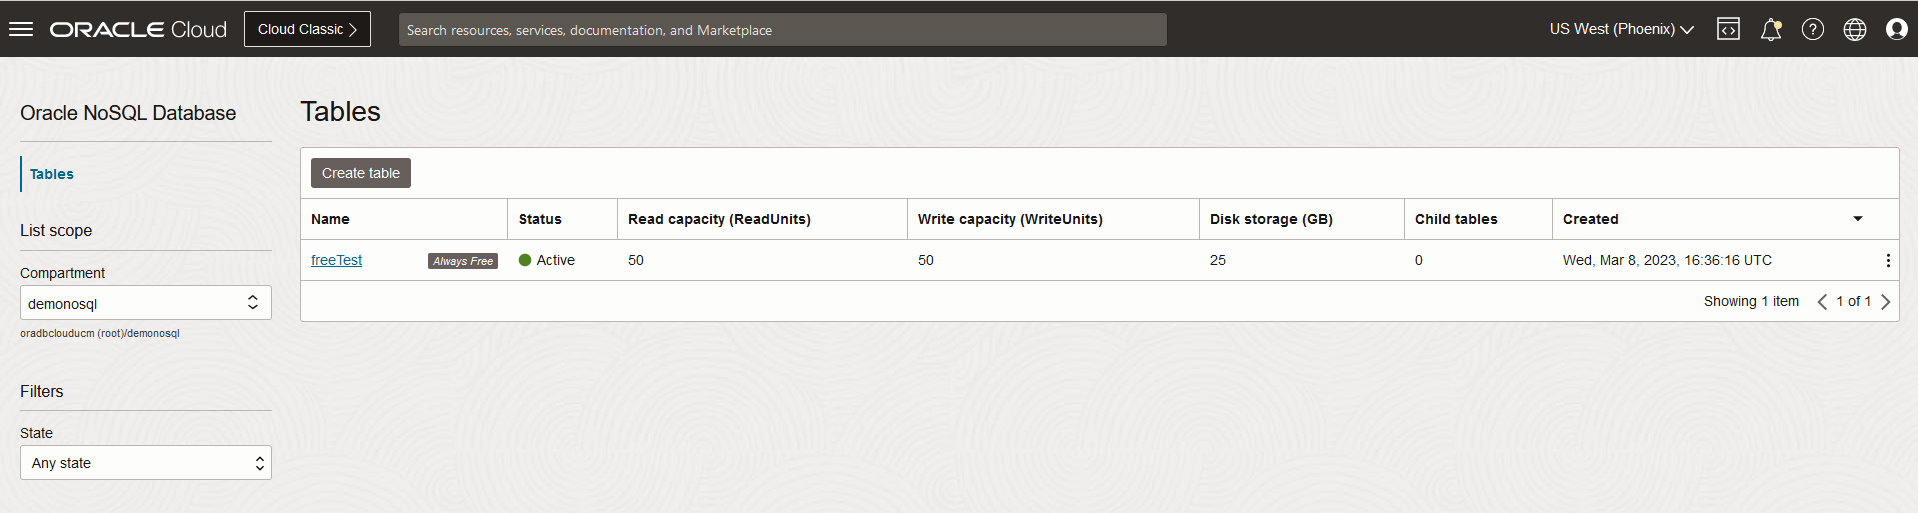 ORACLE Cloud
Cloud Classic
Search resources, services, documentation, and Marketplace
US West (Phoenix)
Oracle NoSQL Database
Tables
List scope
Compartment
demonosql
oradbclouducm (root)/demonosql
Filters
State
Any state
Tables
Create table
Name Status Read capacity (ReadUnits) Write capacity (WriteUnits) Disk storage (GB) Child tables Created
freeTest Always Free Active 50 50 25 0 Wed, Mar 8, 2023, 16:36:16 UTC
Showing 1 item 1 of 1